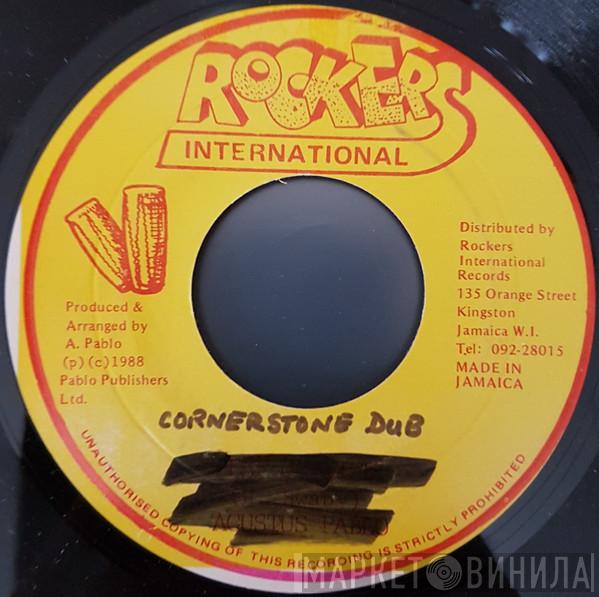 ROCKERS
INTERNATIONAL
Produced &
Arranged by
A. Pablo
(p)(c)1988
Pablo Publishers
Ltd.
Distributed by
Rockers
International
Records
135 Orange Street
Kingston
Jamaica W.I.
Tel: 092-28015
MADE IN
JAMAICA
CORNERSTONE DUB
AGUSTUS PABLO
UNAUTHORISED COPYING OF THIS RECORDING IS STRICTLY PROHIBITED
МАРКЕТ ВИНИЛА